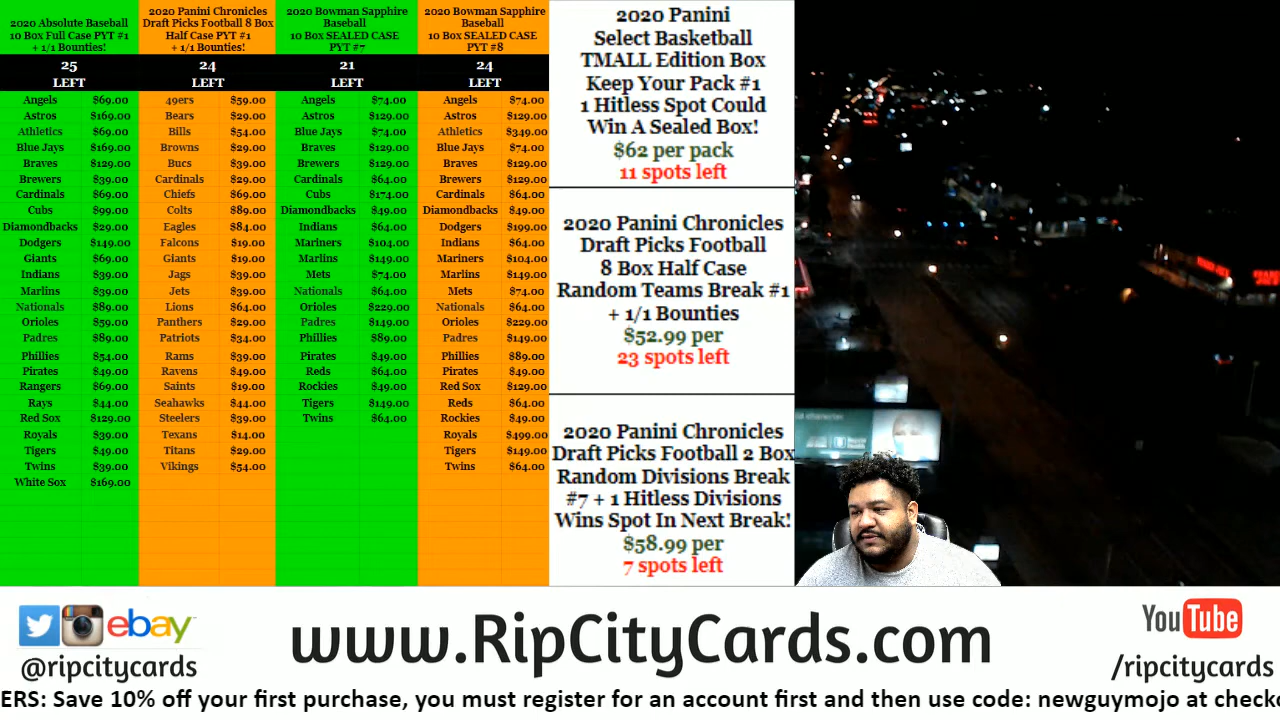 2020 Absolute Baseball
10 Box Full Case PYT #1
+ 1/1 Bounties!
25
LEFT
Angels $69.00
Astros $169.00
Athletics $69.00
Blue Jays $169.00
Braves $129.00
Brewers $39.00
Cardinals $69.00
Cubs $99.00
Diamondbacks $29.00
Dodgers $149.00
Giants $69.00
Indians $39.00
Marlins $39.00
Nationals $89.00
Orioles $59.00
Padres $89.00
Phillies $54.00
Pirates $49.00
Rangers $69.00
Rays $44.00
Red Sox $129.00
Royals $39.00
Tigers $49.00
Twins $39.00
White Sox $169.00
2020 Panini Chronicles
Draft Picks Football 8 Box
Half Case PYT #1
+ 1/1 Bounties!
24
LEFT
49ers $59.00
Bears $29.00
Bills $54.00
Browns $29.00
Bucs $39.00
Cardinals $29.00
Chiefs $69.00
Colts $89.00
Eagles $84.00
Falcons $19.00
Giants $19.00
Jags $39.00
Jets $39.00
Lions $64.00
Panthers $29.00
Patriots $34.00
Rams $39.00
Ravens $49.00
Saints $19.00
Seahawks $44.00
Steelers $39.00
Texans $14.00
Titans $29.00
Vikings $54.00
2020 Bowman Sapphire
Baseball
10 Box SEALED CASE
PYT #7
21
LEFT
Angels $74.00
Astros $129.00
Blue Jays $74.00
Braves $129.00
Brewers $129.00
Cardinals $64.00
Cubs $174.00
Diamondbacks $49.00
Indians $64.00
Mariners $104.00
Marlins $149.00
Mets $74.00
Nationals $64.00
Orioles $229.00
Padres $149.00
Phillies $89.00
Pirates $49.00
Reds $64.00
Rockies $49.00
Tigers $149.00
Twins $64.00
2020 Bowman Sapphire
Baseball
10 Box SEALED CASE
PYT #8
24
LEFT
Angels $74.00
Astros $129.00
Athletics $349.00
Blue Jays $74.00
Braves $129.00
Brewers $129.00
Cardinals $64.00
Diamondbacks $49.00
Dodgers $199.00
Indians $64.00
Mariners $104.00
Marlins $149.00
Mets $74.00
Nationals $64.00
Orioles $229.00
Padres $149.00
Phillies $89.00
Pirates $49.00
Red Sox $129.00
Reds $64.00
Rockies $49.00
Royals $499.00
Tigers $149.00
Twins $64.00
2020 Panini
Select Basketball
TMALL Edition Box
Keep Your Pack #1
1 Hitless Spot Could
Win A Sealed Box!
$62 per pack
11 spots left
2020 Panini Chronicles
Draft Picks Football
8 Box Half Case
Random Teams Break #1
+ 1/1 Bounties
$52.99 per
23 spots left
2020 Panini Chronicles
Draft Picks Football 2 Box
Random Divisions Break
#7 + 1 Hitless Divisions
Wins Spot In Next Break!
$58.99 per
7 spots left
ebay
@ripcitycards
www.RipCityCards.com
YouTube
/ripcitycards
ERS: Save 10% off your first purchase, you must register for an account first and then use code: newguymojo at checko